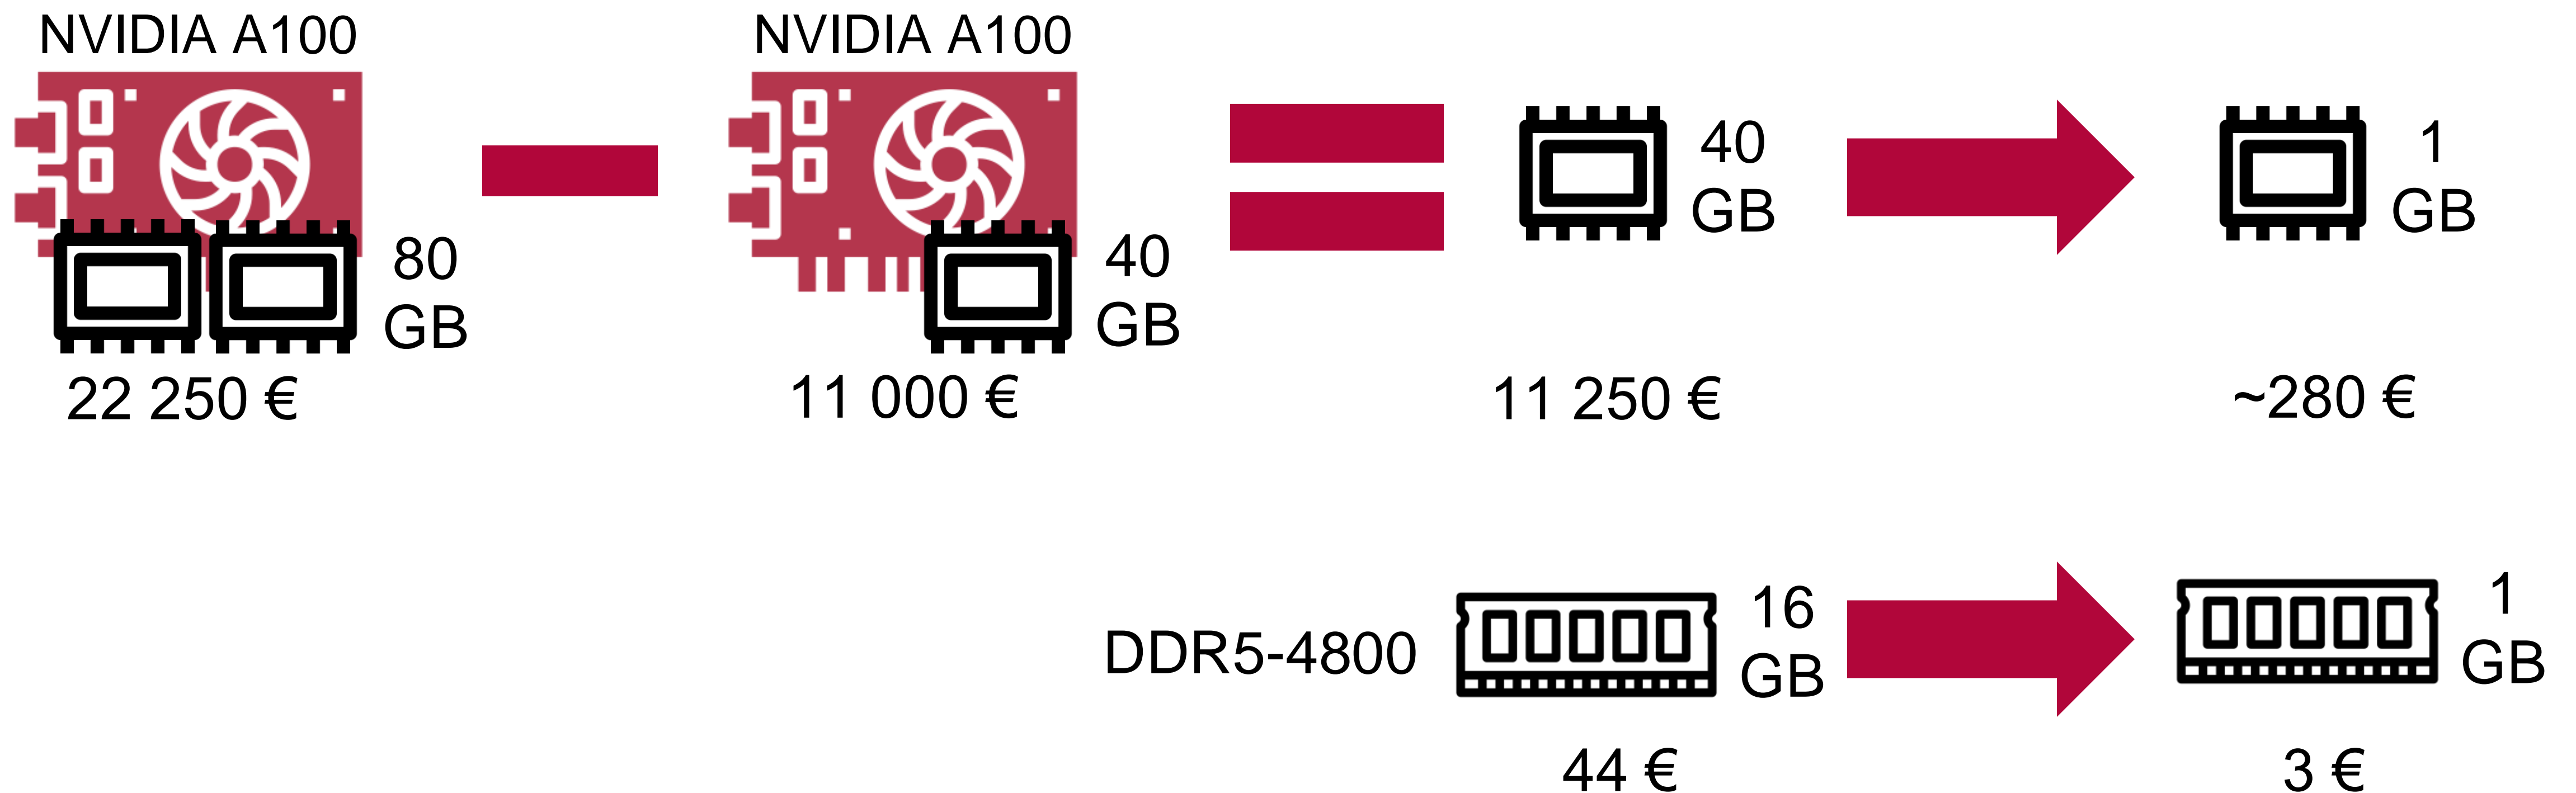 NVIDIA A100
NVIDIA A100
80
GB
40
GB
40
GB
1
GB
22 250 €
11 000 €
11 250 €
~280 €
DDR5-4800
16
GB
1
GB
44 €
3 €